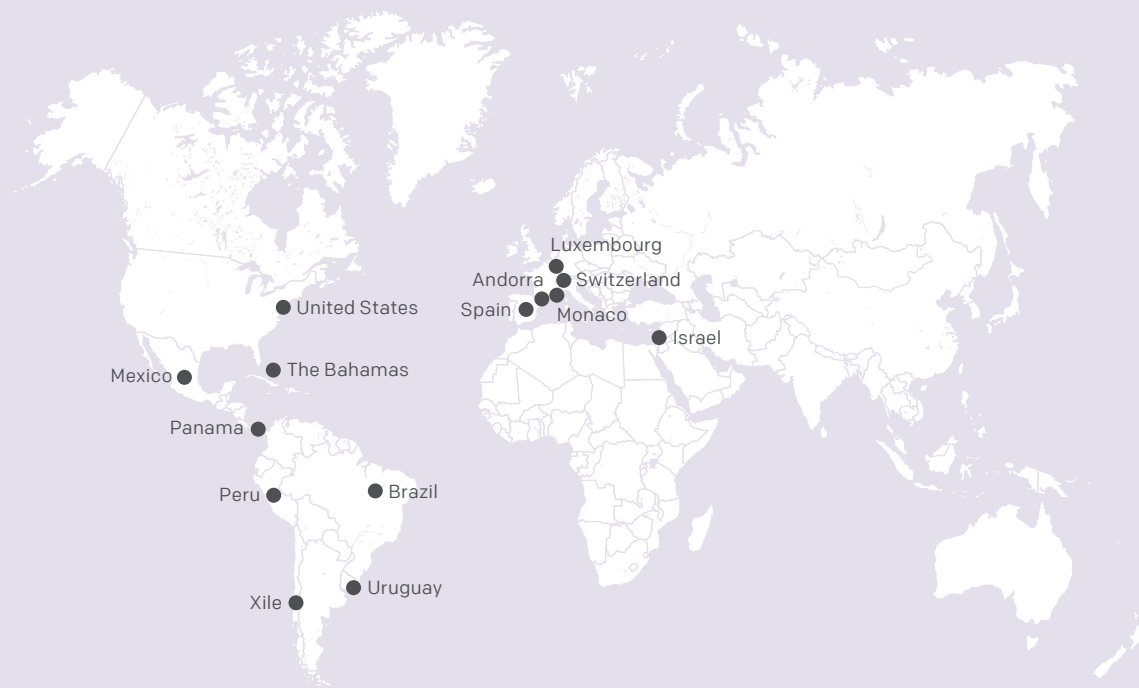 Luxembourg
Andorra
Switzerland
Spain
Monaco
United States
Israel
The Bahamas
Mexico
Panama
Peru
Brazil
Uruguay
Xile